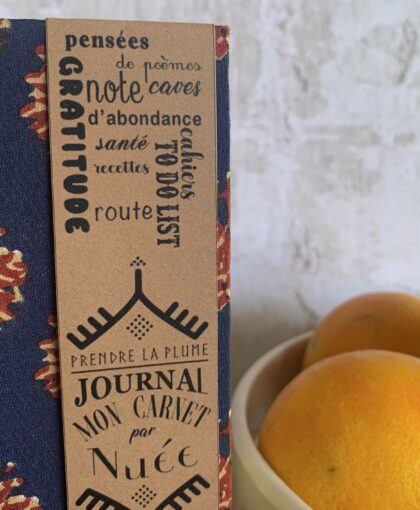 pensées
de poèmes
GRATITUDE
note caves
d'abondance
santé
cahiers
TO DO LIST
recettes
route
PRENDRE LA PLUME
JOURNAL
MON CARNET
par
Nuée